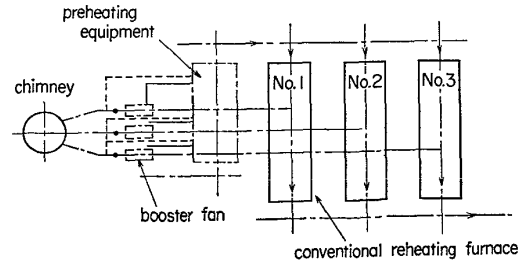 preheating
equipment
chimney
No.1
No.2
No.3
booster fan
conventional reheating furnace